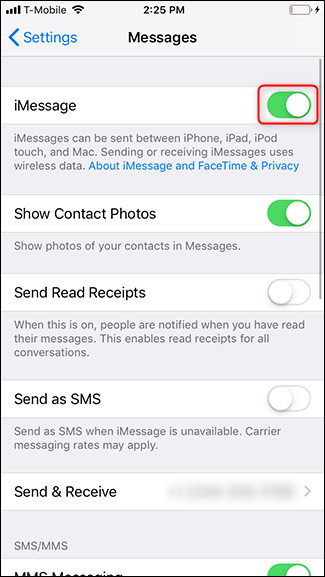 T-Mobile 2:25 PM
Settings Messages
iMessage
iMessages can be sent between iPhone, iPad, iPod
touch, and Mac. Sending or receiving iMessages uses
wireless data. About iMessage and FaceTime & Privacy
Show Contact Photos
Show photos of your contacts in Messages.
Send Read Receipts
When this is on, people are notified when you have read
their messages. This enables read receipts for all
conversations.
Send as SMS
Send as SMS when iMessage is unavailable. Carrier
messaging rates may apply.
Send & Receive
SMS/MMS
MMS Messaging